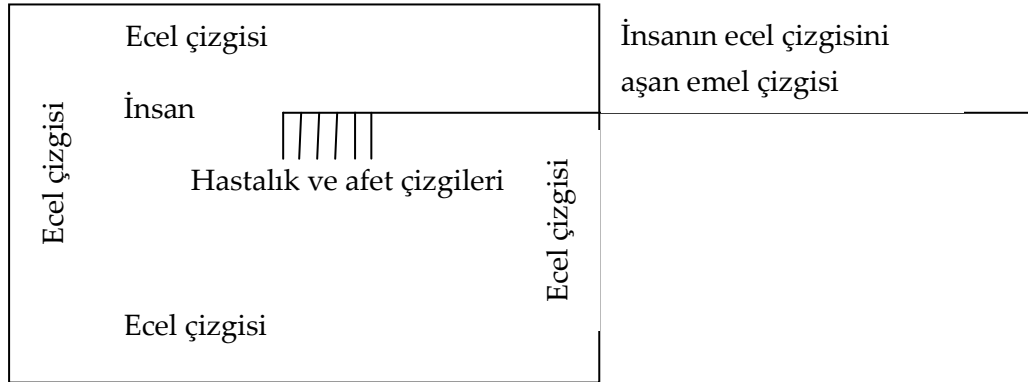 Ecel çizgisi
İnsanın ecel çizgisini
aşan emel çizgisi
İnsan
Ecel çizgisi
Hastalık ve afet çizgileri
Ecel çizgisi
Ecel çizgisi